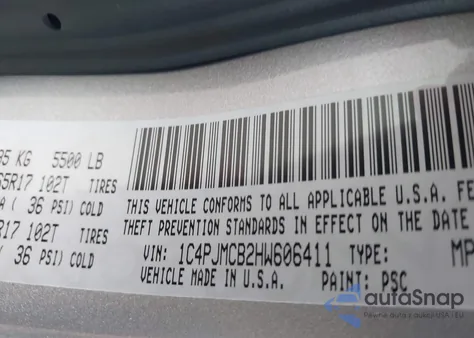 85 KG 5500 LB
65R17 102T TIRES
A ( 36 PSI) COLD
R17 102T TIRES
36 PSI) COLD
THIS VEHICLE CONFORMS TO ALL APPLICABLE U.S.A. FE
THEFT PREVENTION STANDARDS IN EFFECT ON THE DATE
VIN: 1C4PJMCB2HW606411 TYPE: MP
VEHICLE MADE IN U.S.A. PAINT: PSC
autoSnap